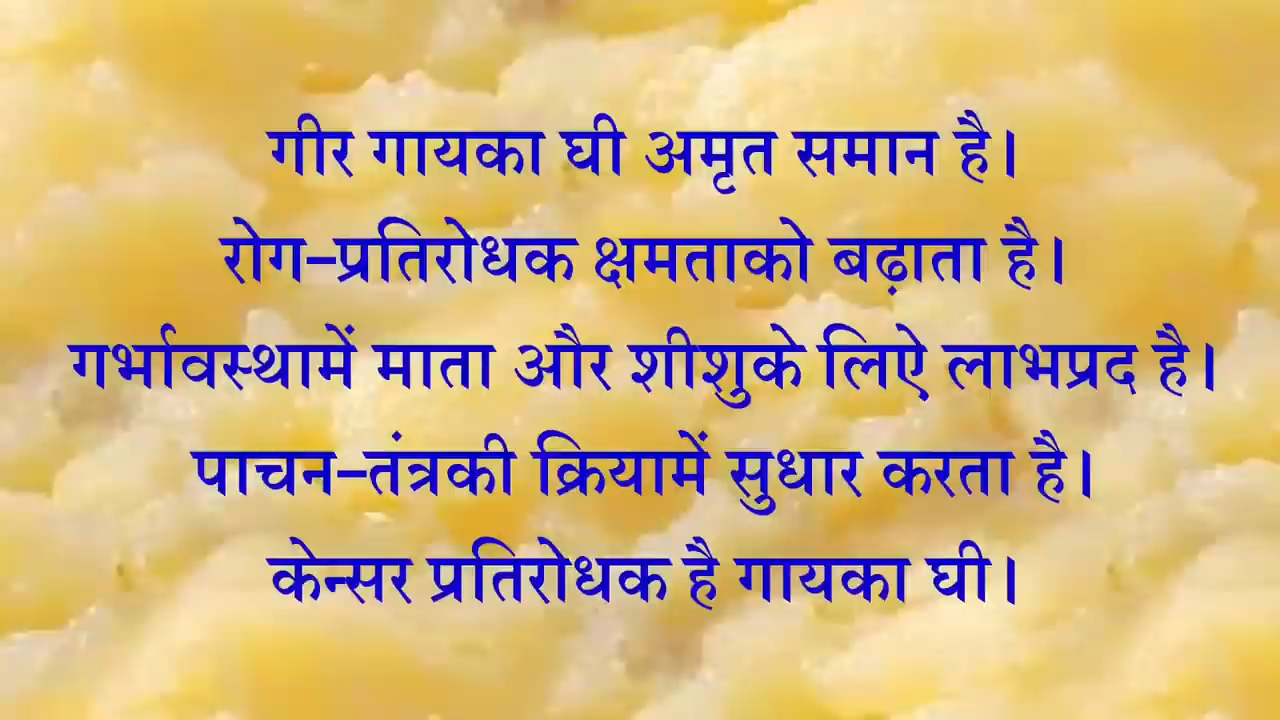 गीर गायका घी अमृत समान है।
रोग-प्रतिरोधक क्षमताको बढ़ाता है।
गर्भावस्थामें माता और शीशुके लिऐ लाभप्रद है।
पाचन-तंत्रकी क्रियामें सुधार करता है।
केन्सर प्रतिरोधक है गायका घी।